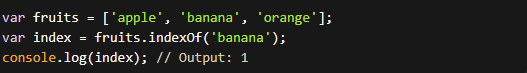 var fruits = ['apple', 'banana', 'orange'];
var index = fruits.indexOf('banana');
console.log(index); // Output: 1